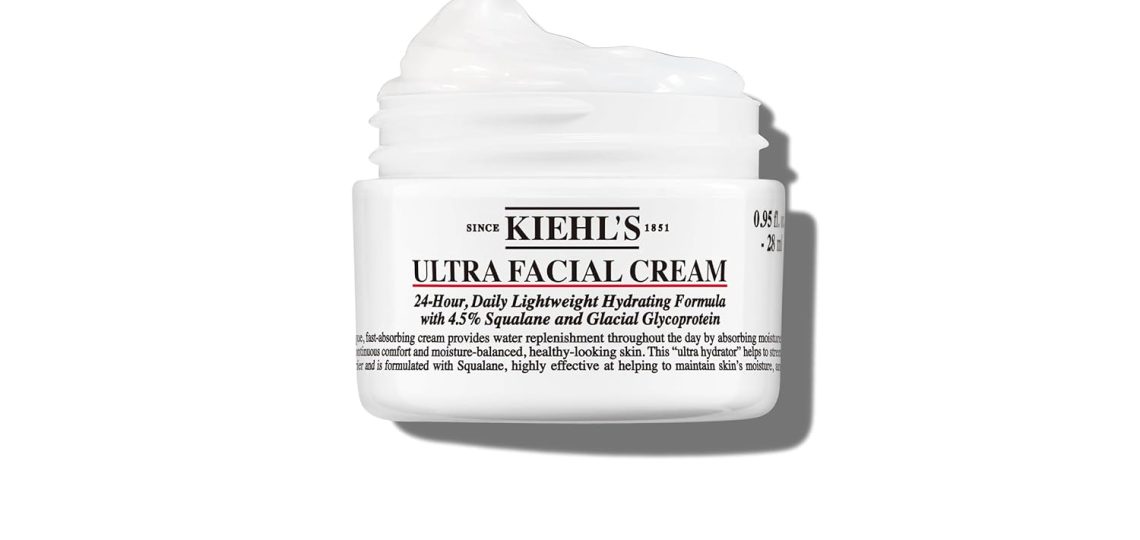 SINCE KIEHL'S 1851
0.95 fl.
- 28 ml
ULTRA FACIAL CREAM
24-Hour, Daily Lightweight Hydrating Formula
with 4.5% Squalane and Glacial Glycoprotein
fast-absorbing cream provides water replenishment throughout the day by absorbing moisture
comfort and moisture-balanced, healthy-looking skin. This “ultra hydrator” helps to
and is formulated with Squalane, highly effective at helping to maintain skin's moisture,